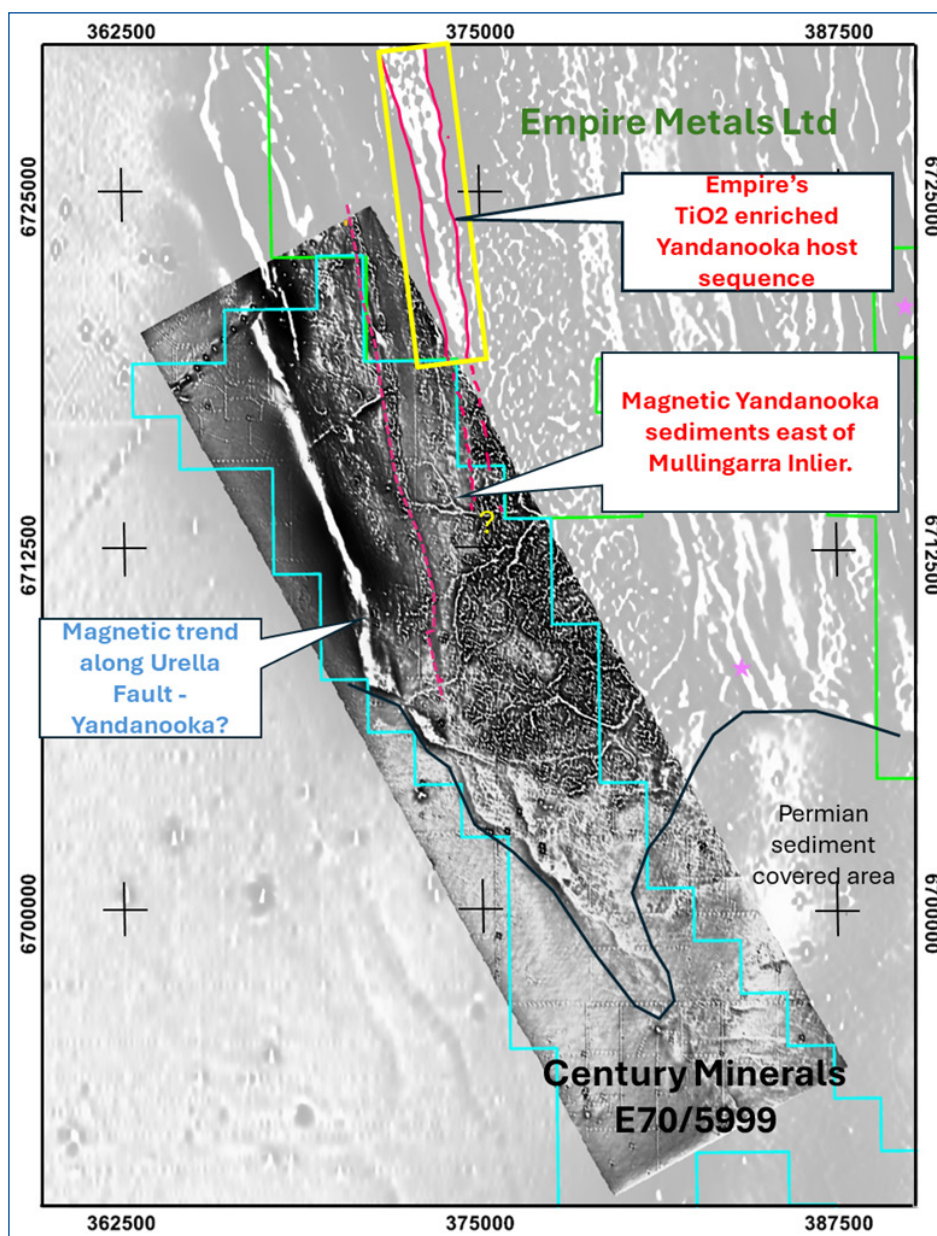 362500
375000
387500
Empire Metals Ltd
6725000
6725000
Empire's
TiO2 enriched
Yandanooka host
sequence
Magnetic Yandanooka
sediments east of
Mullingarra Inlier.
?
6712500
6712500
Magnetic trend
along Urella
Fault -
Yandanooka?
Permian
sediment
covered area
6700000
6700000
Century Minerals
E70/5999
362500
375000
387500